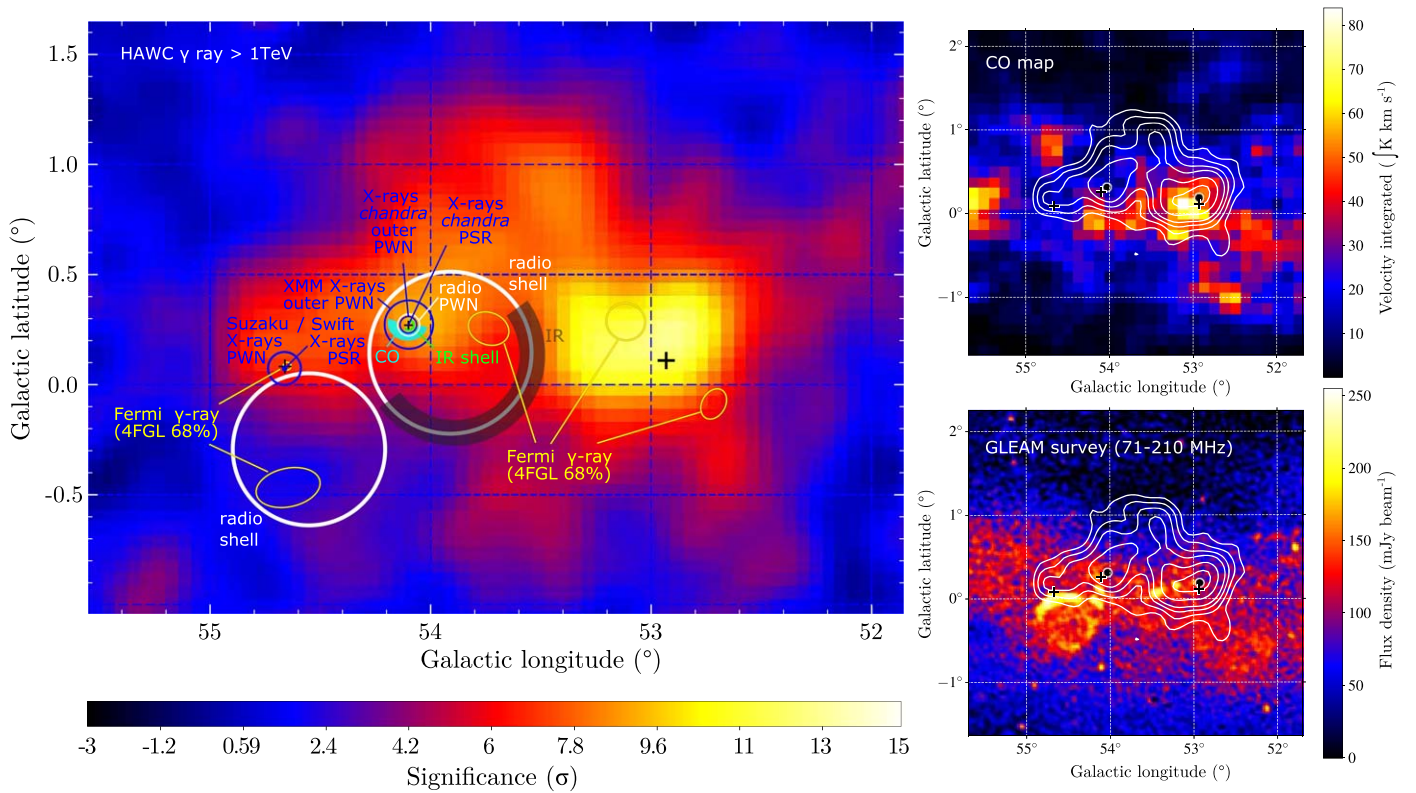 HAWC γ ray > 1TeV
1.5
1.0
0.5
0.0
-0.5
Galactic latitude (°)
X-rays
chandra
outer
PWN
X-rays
chandra
PSR
XMM X-rays
outer PWN
radio
PWN
radio
shell
Suzaku / Swift
X-rays
PWN
X-rays
PSR
CO
IR shell
IR
Fermi γ-ray
(4FGL 68%)
Fermi γ-ray
(4FGL 68%)
radio
shell
55
54
53
52
Galactic longitude (°)
-3
-1.2
0.59
2.4
4.2
6
7.8
9.6
11
13
15
Significance (σ)
CO map
2°
1°
0°
−1°
Galactic latitude (°)
55°
54°
53°
52°
Galactic longitude (°)
80
70
60
50
40
30
20
10
Velocity integrated (∫K km s⁻¹)
GLEAM survey (71-210 MHz)
2°
1°
0°
−1°
Galactic latitude (°)
55°
54°
53°
52°
Galactic longitude (°)
250
200
150
100
50
0
Flux density (mJy beam⁻¹)